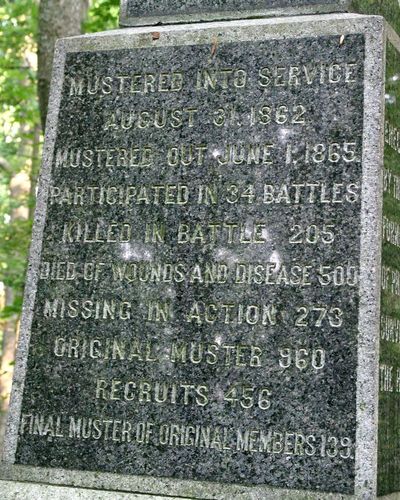 MUSTERED INTO SERVICE
AUGUST 31, 1862
MUSTERED OUT JUNE 1, 1865.
PARTICIPATED IN 34 BATTLES
KILLED IN BATTLE 205
DIED OF WOUNDS AND DISEASE 500
MISSING IN ACTION 273
ORIGINAL MUSTER 960
RECRUITS 456
FINAL MUSTER OF ORIGINAL MEMBERS 139.